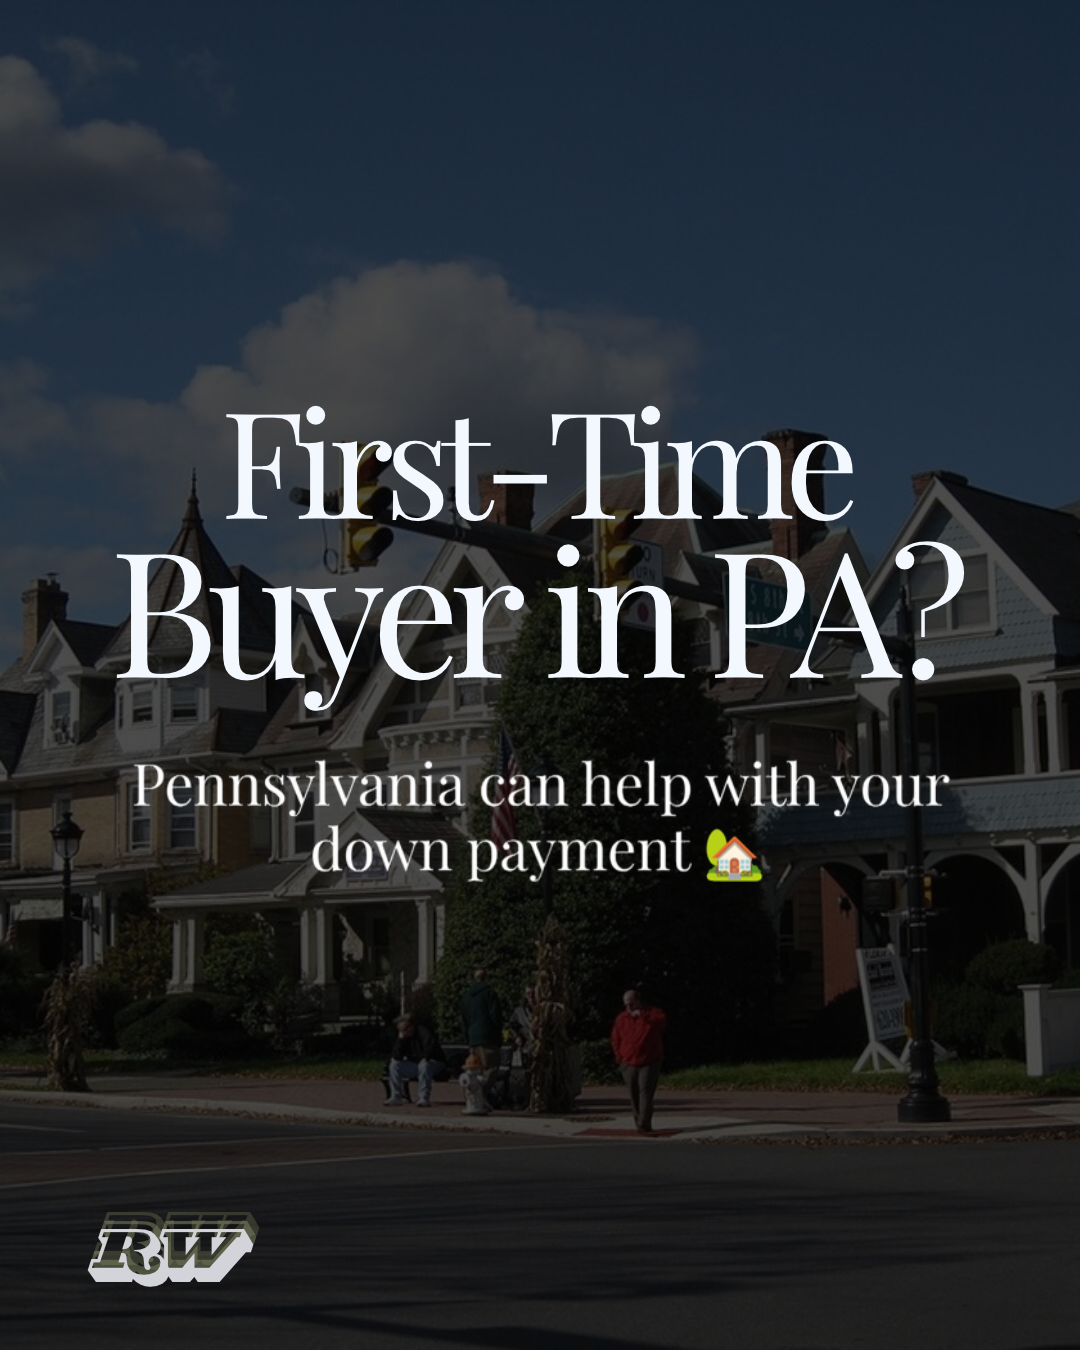 First-Time
Buyer in PA?
Pennsylvania can help with your
down payment 🏡
RW